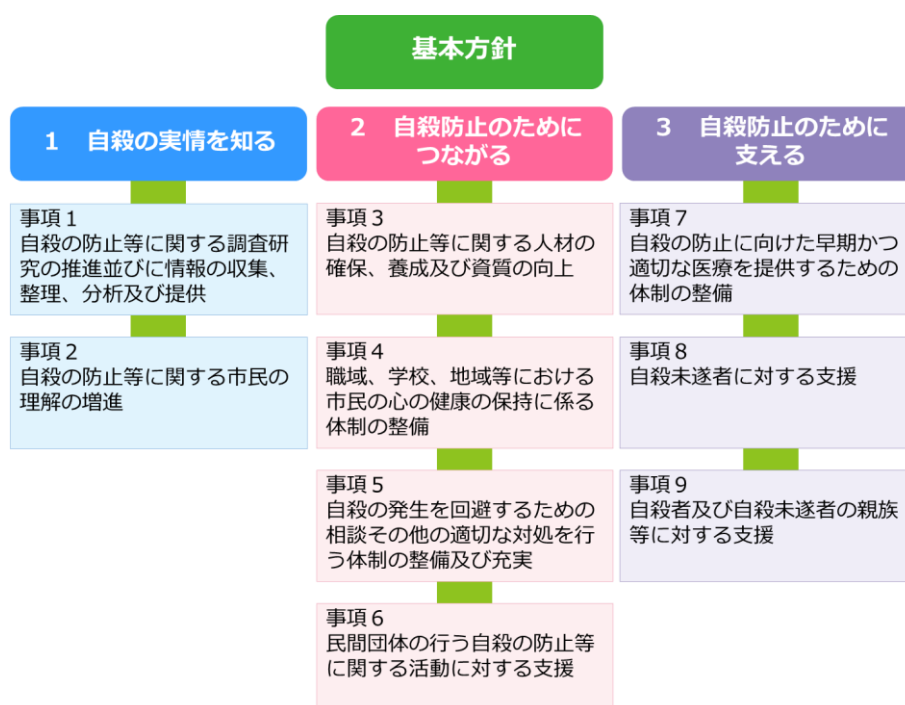 基本方針
1　自殺の実情を知る
事項1
自殺の防止等に関する調査研
究の推進並びに情報の収集、
整理、分析及び提供
事項2
自殺の防止等に関する市民の
理解の増進
2　自殺防止のために
つながる
事項3
自殺の防止等に関する人材の
確保、養成及び資質の向上
事項4
職域、学校、地域等における
市民の心の健康の保持に係る
体制の整備
事項5
自殺の発生を回避するための
相談その他の適切な対処を行
う体制の整備及び充実
事項6
民間団体の行う自殺の防止等
に関する活動に対する支援
3　自殺防止のために
支える
事項7
自殺の防止に向けた早期かつ
適切な医療を提供するための
体制の整備
事項8
自殺未遂者に対する支援
事項9
自殺者及び自殺未遂者の親族
等に対する支援